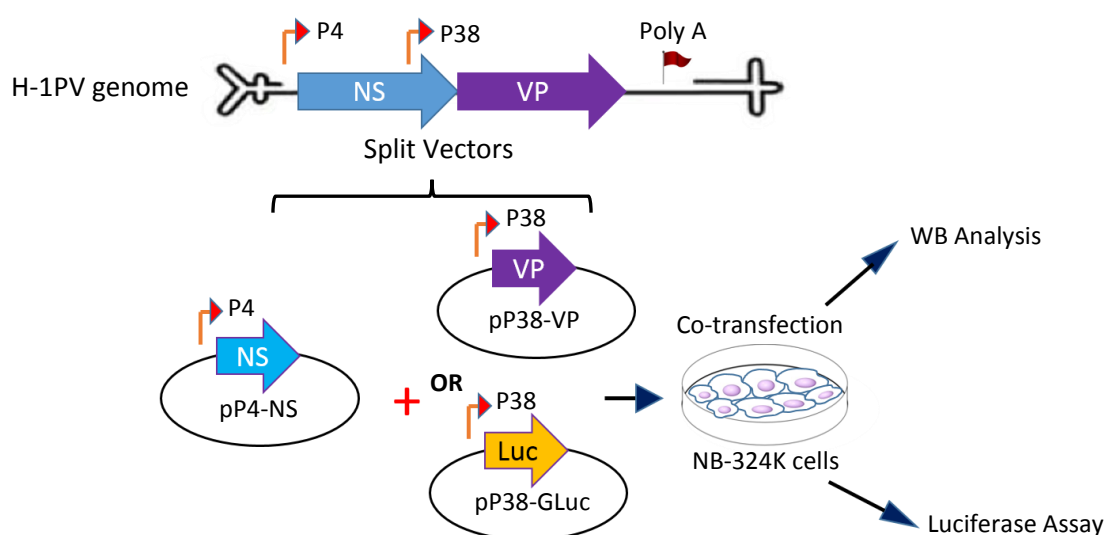 P4
P38
Poly A
H-1PV genome
NS
VP
Split Vectors
P38
VP
pP38-VP
WB Analysis
P4
NS
pP4-NS
+
OR
P38
Luc
pP38-GLuc
Co-transfection
NB-324K cells
Luciferase Assay